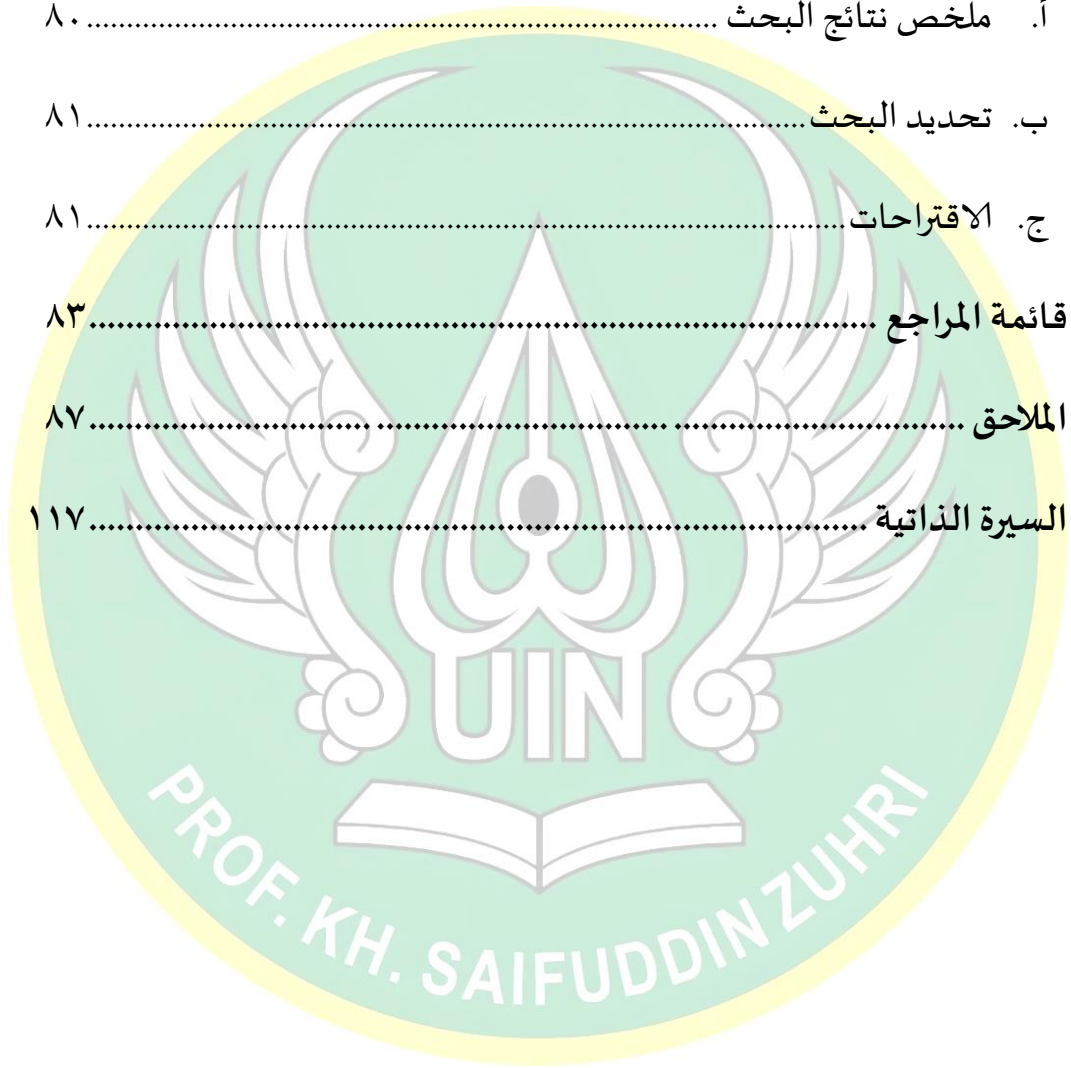 أ. ملخص نتائج البحث ........................................................................ ٨٠
ب. تحديد البحث ........................................................................ ٨١
ج. الاقتراحات ........................................................................ ٨١
قائمة المراجع ........................................................................ ٨٣
الملاحق ........................................................................ ٨٧
السيرة الذاتية ........................................................................ ١١٧
UIN
PROF. KH. SAIFUDDIN ZUHRI